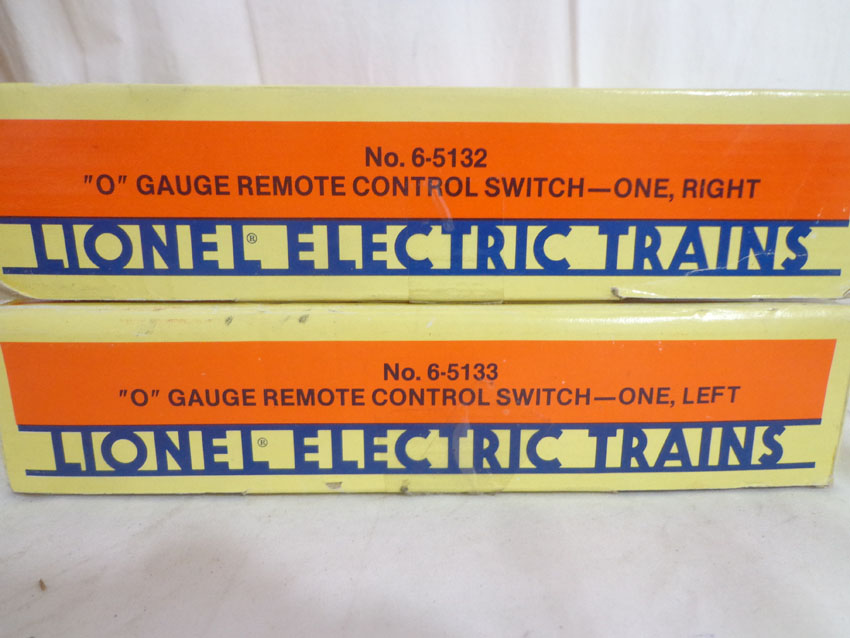 No. 6-5132
"O" GAUGE REMOTE CONTROL SWITCH—ONE, RIGHT
LIONEL® ELECTRIC TRAINS
No. 6-5133
"O" GAUGE REMOTE CONTROL SWITCH—ONE, LEFT
LIONEL® ELECTRIC TRAINS